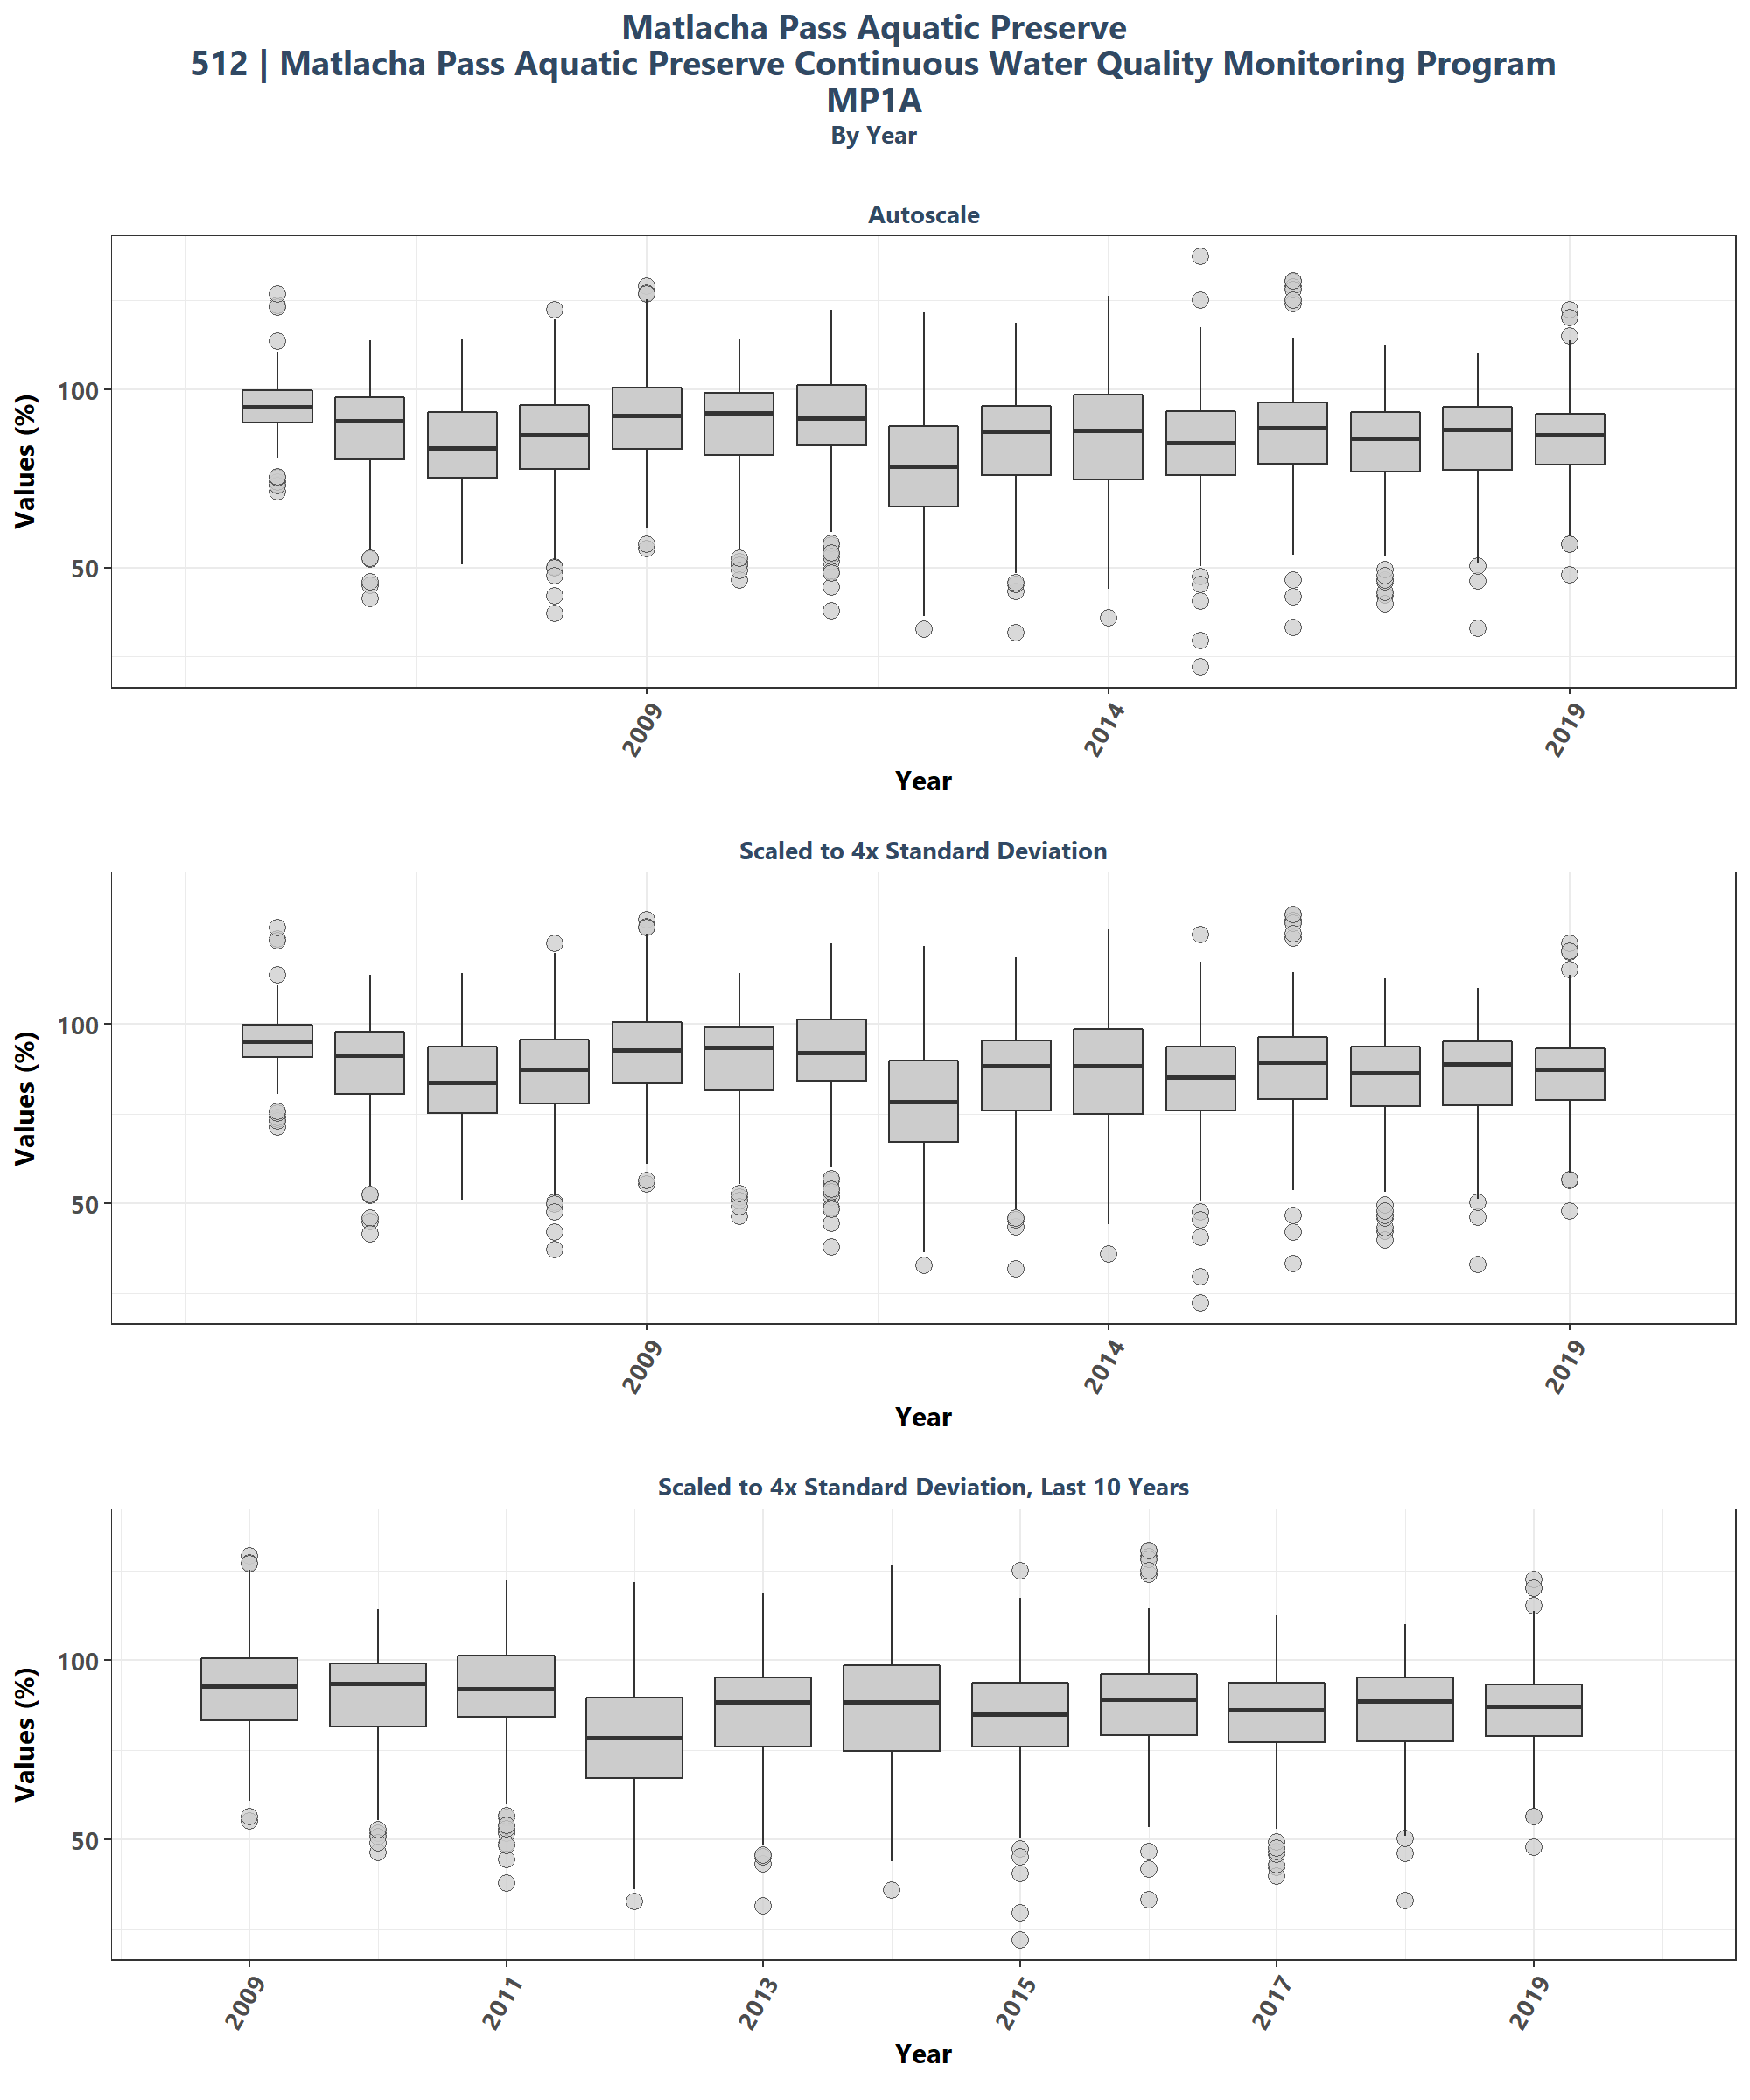 Matlacha Pass Aquatic Preserve
512 | Matlacha Pass Aquatic Preserve Continuous Water Quality Monitoring Program
MP1A
By Year
Autoscale
Values (%)
100
50
2009
2014
2019
Year
Scaled to 4x Standard Deviation
Values (%)
100
50
2009
2014
2019
Year
Scaled to 4x Standard Deviation, Last 10 Years
Values (%)
100
50
2009
2011
2013
2015
2017
2019
Year